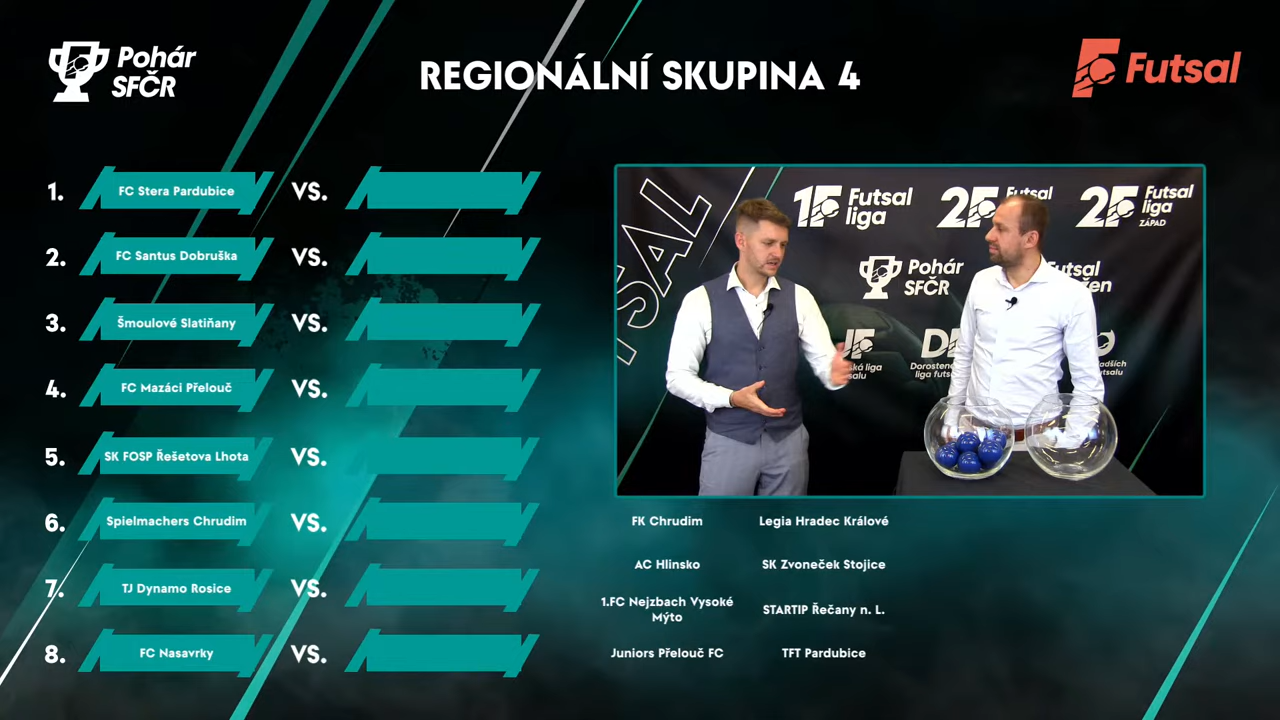 Pohár
SFČR
REGIONÁLNÍ SKUPINA 4
Futsal
1.
FC Stera Pardubice
VS.
2.
FC Santus Dobruška
VS.
3.
Šmoulové Slatiňany
VS.
4.
FC Mazáci Přelouč
VS.
5.
SK FOSP Řešetova Lhota
VS.
6.
Spielmachers Chrudim
VS.
7.
TJ Dynamo Rosice
VS.
8.
FC Nasavrky
VS.
1F Futsal
liga
2F Futsal
2F Futsal
liga
ZÁPAD
Pohár
SFČR
Futsal
Dorostene
liga futs
FK Chrudim
Legia Hradec Králové
AC Hlinsko
SK Zvoneček Stojice
1.FC Nejzbach Vysoké
Mýto
STARTIP Řečany n. L.
Juniors Přelouč FC
TFT Pardubice